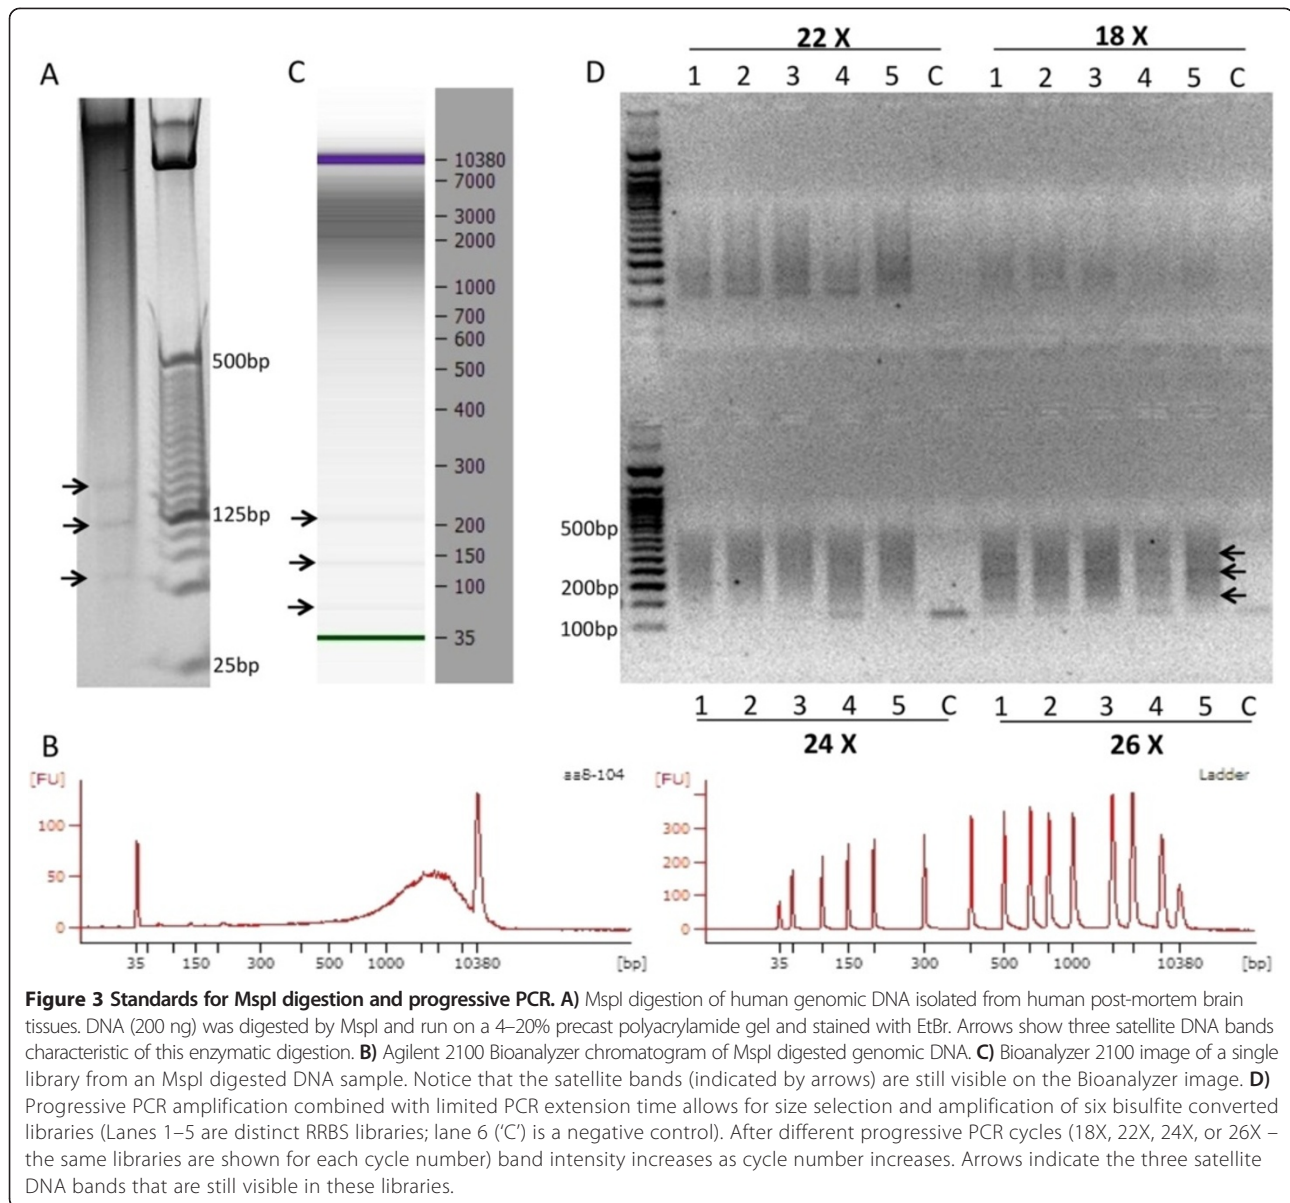 22 X
18 X
A
C
D
1 2 3 4 5 C
1 2 3 4 5 C
10380
7000
3000
2000
1000
700
600
500
400
300
200
150
100
35
500bp
125bp
25bp
500bp
200bp
100bp
1 2 3 4 5 C
1 2 3 4 5 C
24 X
26 X
B
[FU]
aa8-104
100
50
0
35 150 300 500 1000 10380 [bp]
[FU]
Ladder
300
200
100
0
35 150 300 500 1000 10380 [bp]
Figure 3 Standards for MspI digestion and progressive PCR. A) MspI digestion of human genomic DNA isolated from human post-mortem brain
tissues. DNA (200 ng) was digested by MspI and run on a 4–20% precast polyacrylamide gel and stained with EtBr. Arrows show three satellite DNA bands
characteristic of this enzymatic digestion. B) Agilent 2100 Bioanalyzer chromatogram of MspI digested genomic DNA. C) Bioanalyzer 2100 image of a single
library from an MspI digested DNA sample. Notice that the satellite bands (indicated by arrows) are still visible on the Bioanalyzer image. D)
Progressive PCR amplification combined with limited PCR extension time allows for size selection and amplification of six bisulfite converted
libraries (Lanes 1–5 are distinct RRBS libraries; lane 6 (‘C’) is a negative control). After different progressive PCR cycles (18X, 22X, 24X, or 26X –
the same libraries are shown for each cycle number) band intensity increases as cycle number increases. Arrows indicate the three satellite
DNA bands that are still visible in these libraries.